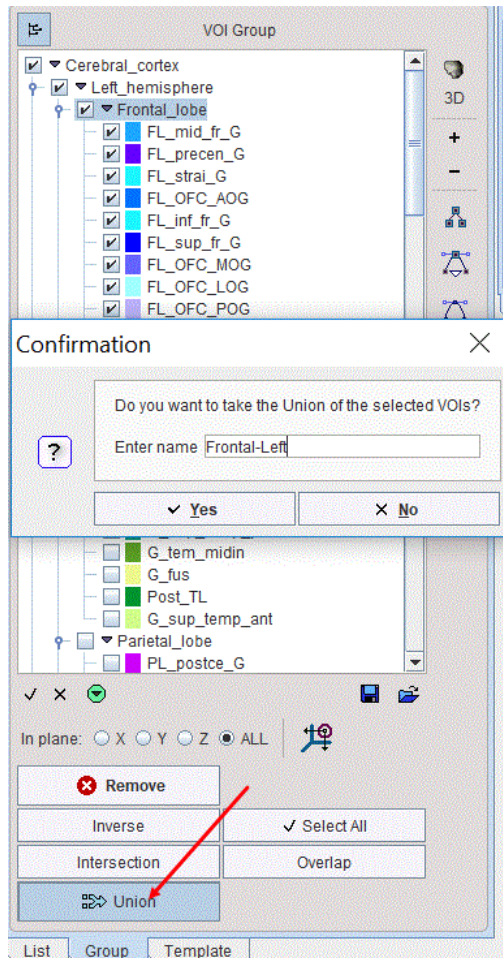 VOI Group
Cerebral_cortex
Left_hemisphere
3D
Frontal_lobe
FL_mid_fr_G
FL_precen_G
FL_strai_G
FL_OFC_AOG
FL_inf_fr_G
FL_sup_fr_G
FL_OFC_MOG
FL_OFC_LOG
FL_OFC_POG
Confirmation
Do you want to take the Union of the selected VOIs?
?
Enter name Frontal-Left
Yes No
G_tem_midin
G_fus
Post_TL
G_sup_temp_ant
Parietal_lobe
PL_postce_G
In plane: X Y Z ALL
Remove
Inverse Select All
Intersection Overlap
Union
List Group Template